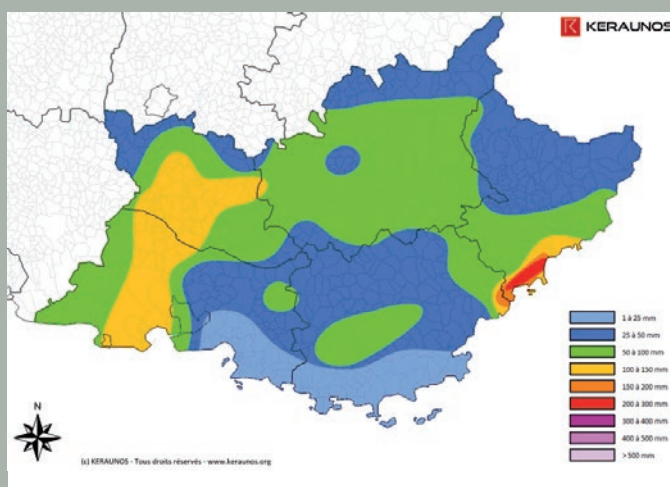 KERAUNOS
1 à 25 mm
25 à 50 mm
50 à 100 mm
100 à 150 mm
150 à 200 mm
200 à 300 mm
300 à 400 mm
400 à 500 mm
> 500 mm
N
(c) KERAUNOS - Tous droits réservés - www.keraunos.org